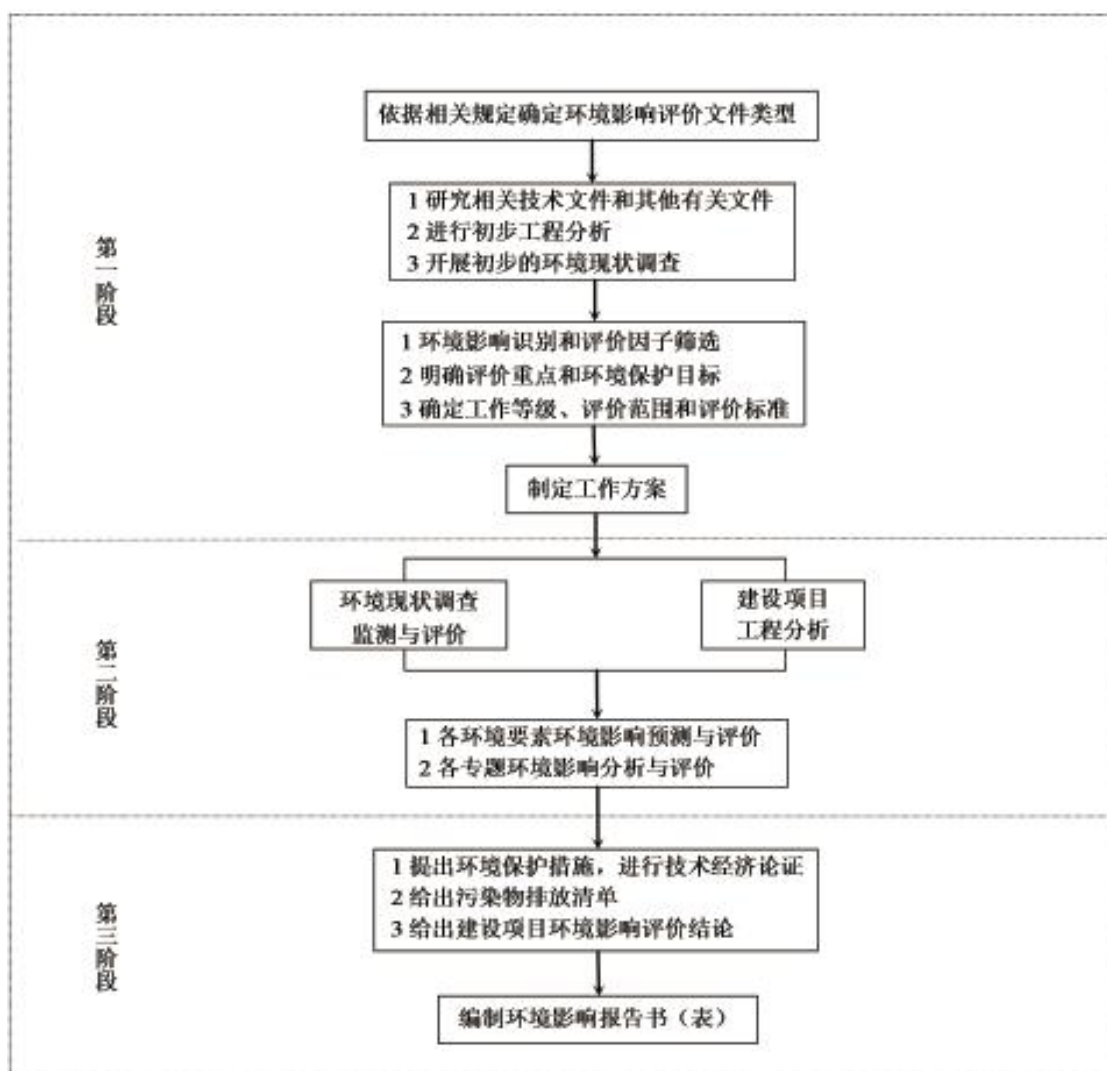 依据相关规定确定环境影响评价文件类型
1 研究相关技术文件和其他有关文件
2 进行初步工程分析
3 开展初步的环境现状调查
第一阶段
1 环境影响识别和评价因子筛选
2 明确评价重点和环境保护目标
3 确定工作等级、评价范围和评价标准
制定工作方案
环境现状调查
监测与评价
建设项目
工程分析
第二阶段
1 各环境要素环境影响预测与评价
2 各专题环境影响分析与评价
1 提出环境保护措施，进行技术经济论证
2 给出污染物排放清单
3 给出建设项目环境影响评价结论
第三阶段
编制环境影响报告书（表）